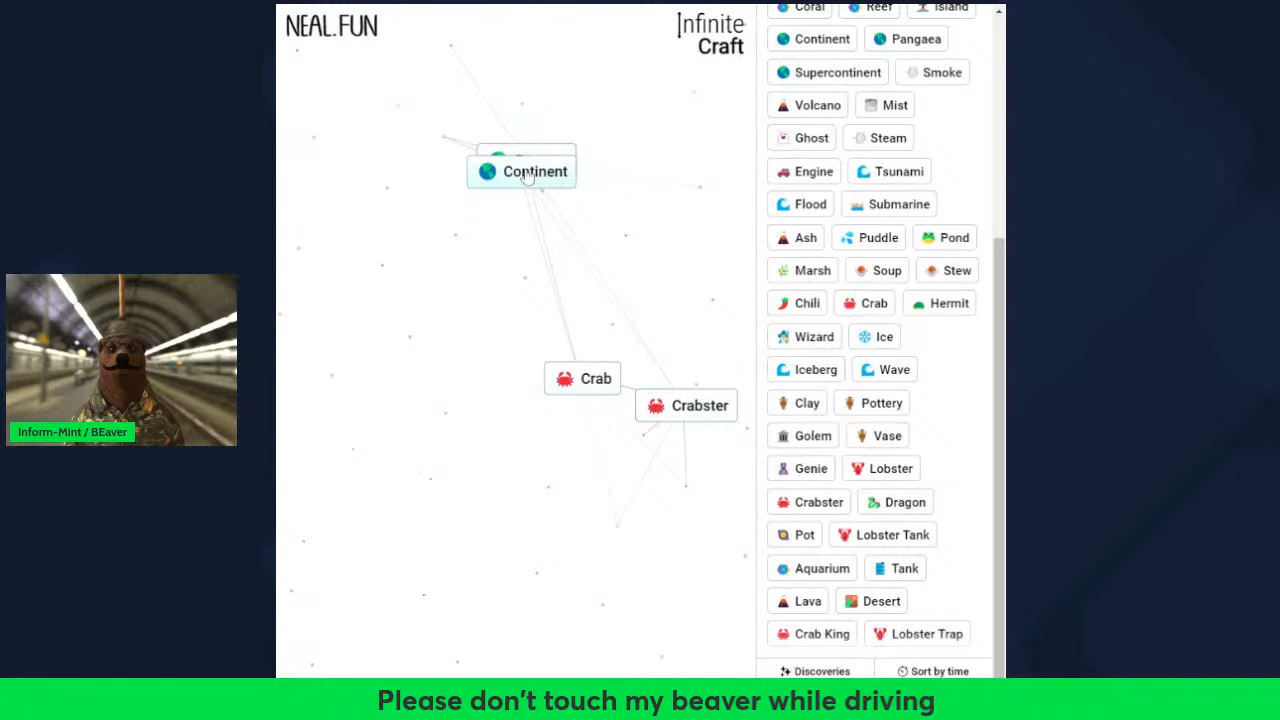 NEAL.FUN
Infinite
Craft
Continent
Crab
Crabster
Coral Reef Island
Continent Pangaea
Supercontinent Smoke
Volcano Mist
Ghost Steam
Engine Tsunami
Flood Submarine
Ash Puddle Pond
Marsh Soup Stew
Chili Crab Hermit
Wizard Ice
Iceberg Wave
Clay Pottery
Golem Vase
Genie Lobster
Crabster Dragon
Pot Lobster Tank
Aquarium Tank
Lava Desert
Crab King Lobster Trap
Discoveries Sort by time
Inform-Mint / BEaver
Please don't touch my beaver while driving